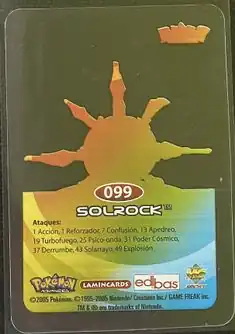 099
SOLROCK™
Ataques:
1 Acción, 1 Reforzador, 7 Confusión, 13 Apedreo,
19 Turbofuego, 25 Psico-onda, 31 Poder Cósmico,
37 Derrumbe, 43 Solarrayo, 49 Explosión.
POKéMON LAMINCARDS edibas
ADVANCED
©2005 Pokémon. ©1995-2005 Nintendo/ Creatures Inc./ GAME FREAK inc.
TM & ®© are trademarks of Nintendo.